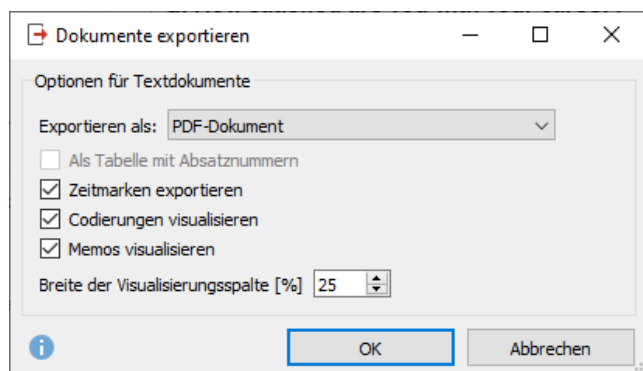 Dokumente exportieren
Optionen für Textdokumente
Exportieren als: PDF-Dokument
Als Tabelle mit Absatznummern
Zeitmarken exportieren
Codierungen visualisieren
Memos visualisieren
Breite der Visualisierungsspalte [%] 25
OK Abbrechen